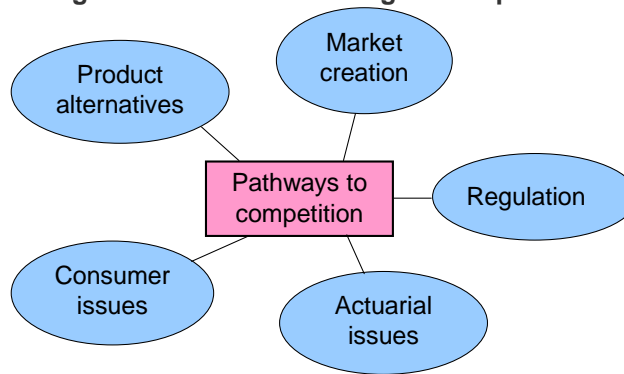 Market
creation
Product
alternatives
Pathways to
competition
Regulation
Consumer
issues
Actuarial
issues